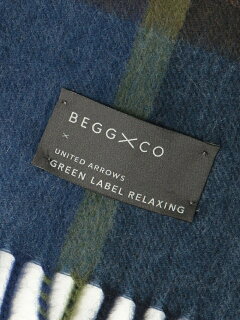 BEGG X CO
X
UNITED ARROWS
GREEN LABEL RELAXING